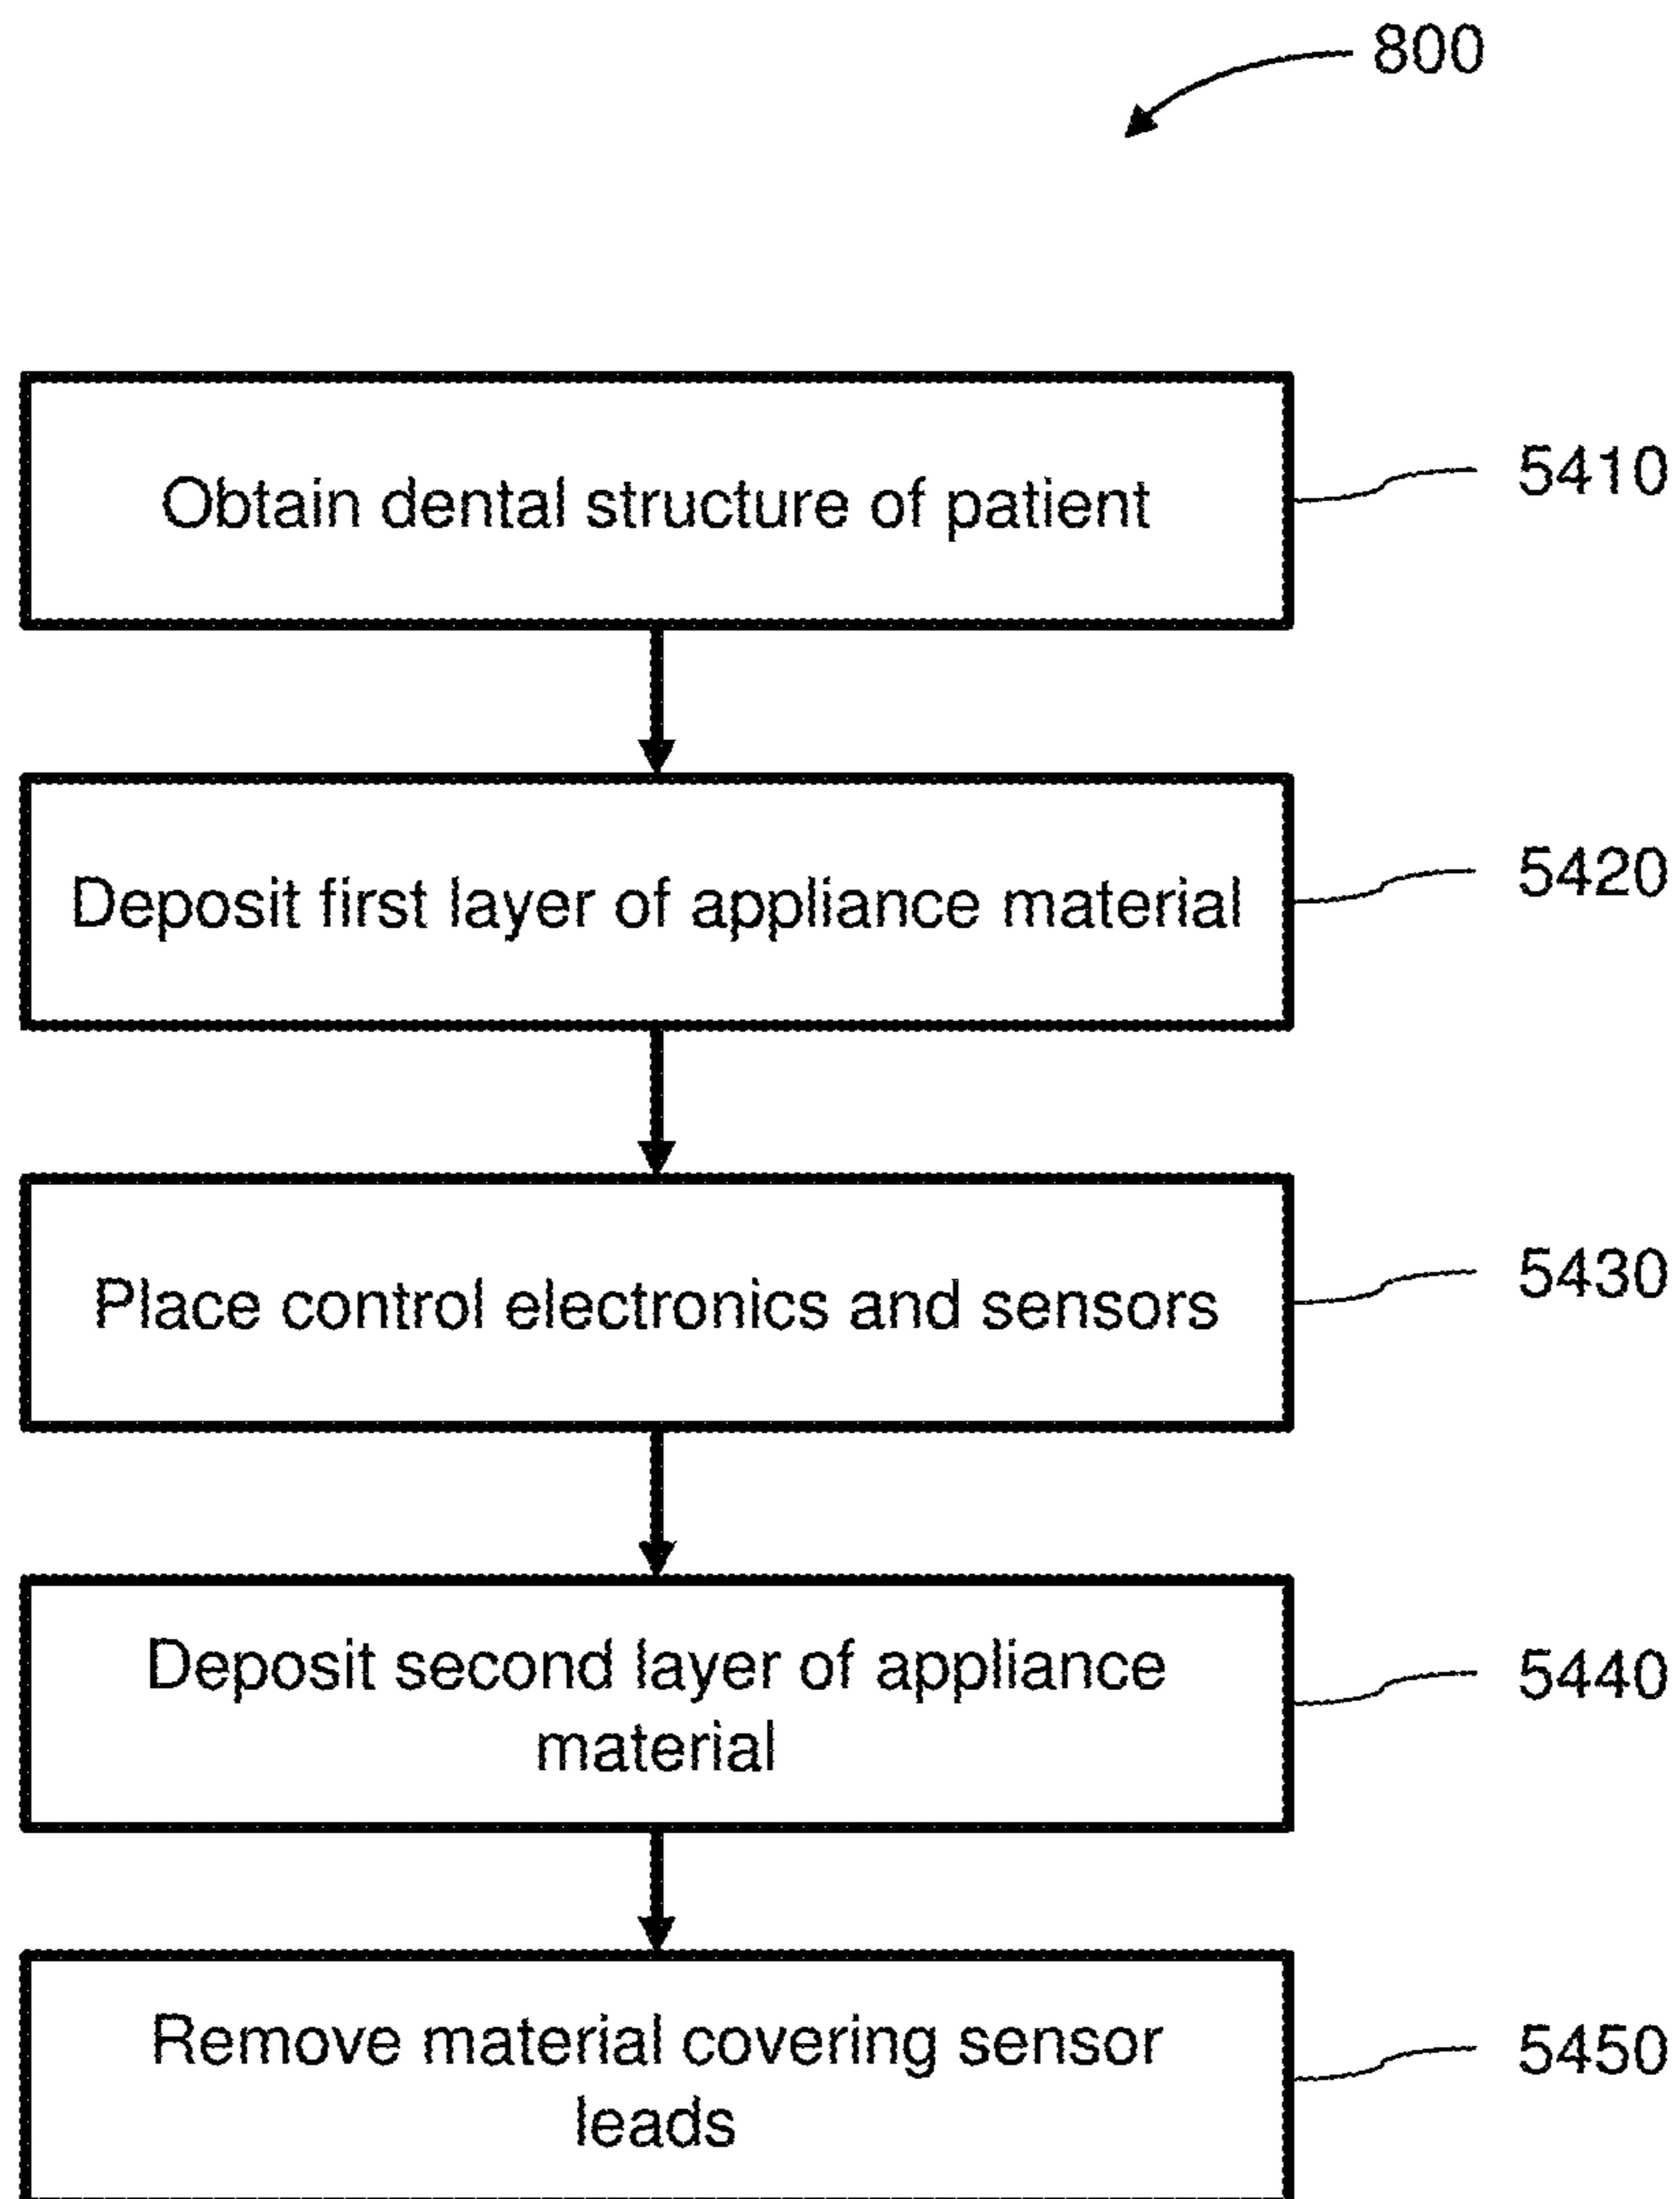 800
Obtain dental structure of patient
5410
Deposit first layer of appliance material
5420
Place control electronics and sensors
5430
Deposit second layer of appliance
material
5440
Remove material covering sensor
leads
5450